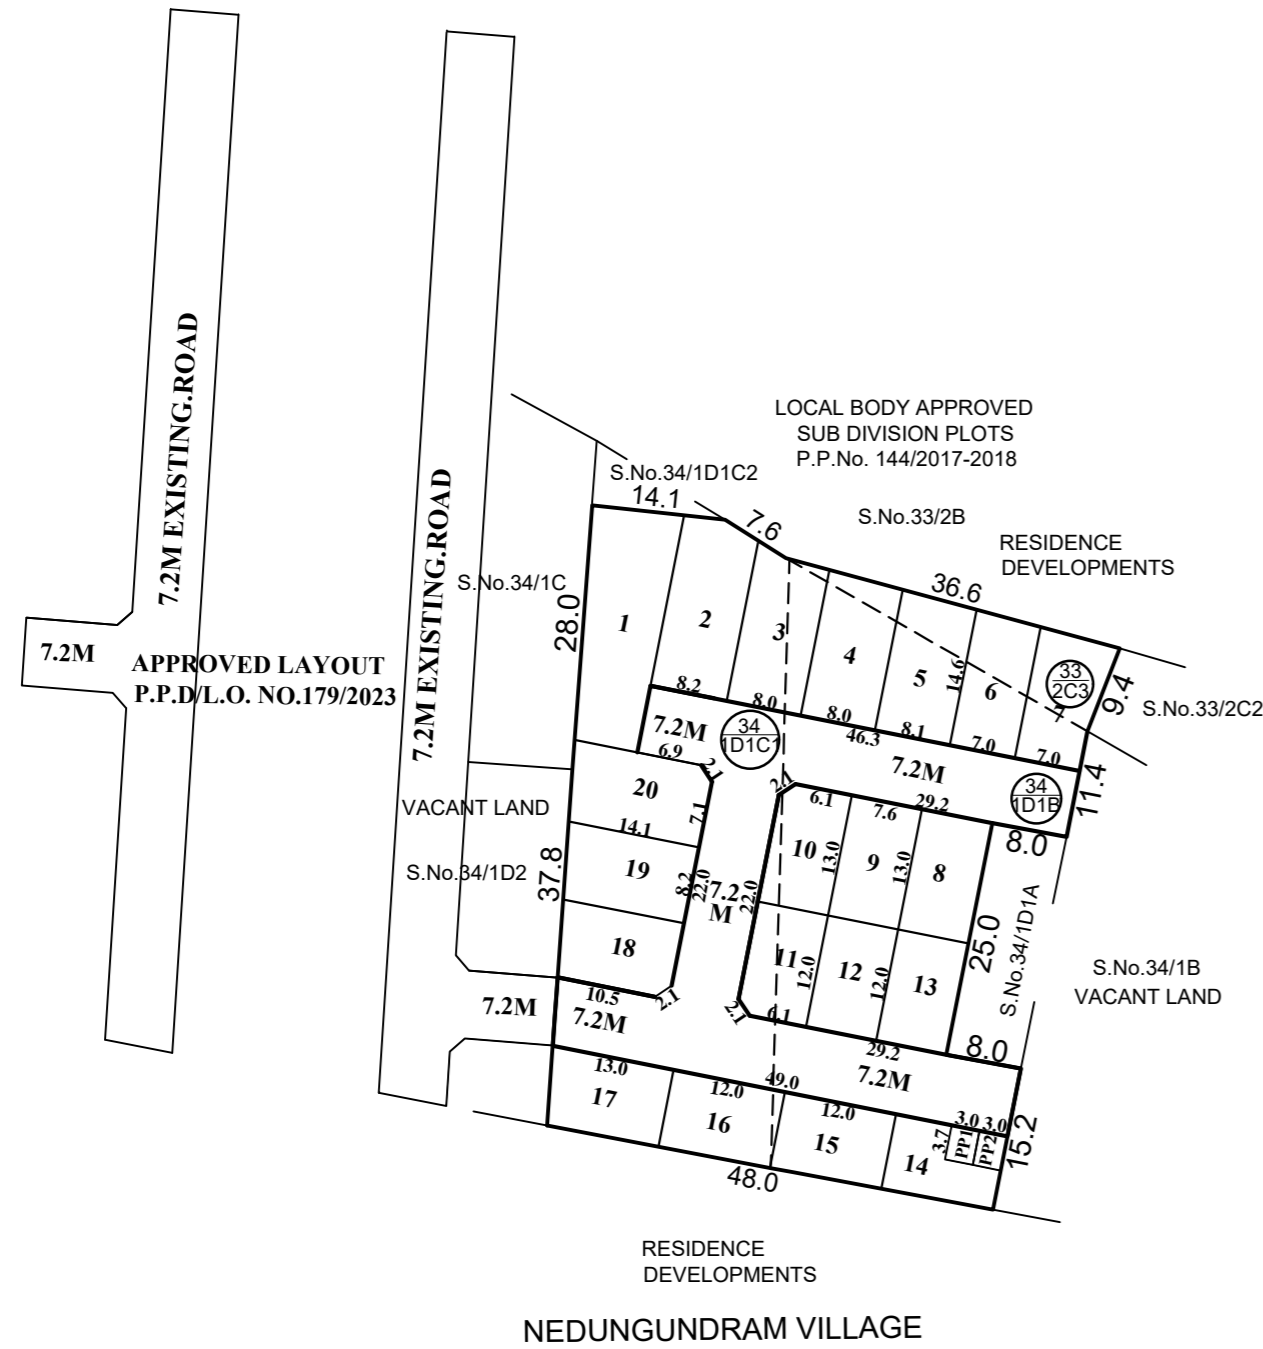 LOCAL BODY APPROVED
SUB DIVISION PLOTS
P.P.No. 144/2017-2018
S.No.34/1D1C2
14.1
7.6
S.No.33/2B
RESIDENCE
DEVELOPMENTS
36.6
7.2M EXISTING.ROAD
7.2M EXISTING.ROAD
S.No.34/1C
28.0
1
2
3
4
5
14.6
6
7
33
2C3
9.4
S.No.33/2C2
7.2M
APPROVED LAYOUT
P.P.D/L.O. NO.179/2023
8.2
8.0
8.0
46.3
8.1
7.0
7.0
7.2M
34
1D1C1
7.2M
34
1D1B
11.4
6.9
2.1
2.1
20
7.1
14.1
6.1
7.6
29.2
8.0
VACANT LAND
S.No.34/1D2
37.8
19
8.2
22.0
7.2
M
22.0
10
13.0
9
13.0
8
18
11
12.0
12
12.0
13
25.0
S.No.34/1D1A
S.No.34/1B
VACANT LAND
10.5
2.1
2.1
6.1
7.2M
7.2M
29.2
8.0
7.2M
13.0
12.0
49.0
12.0
3.0
3.0
17
16
15
14
3.7
PP1
PP2
15.2
48.0
RESIDENCE
DEVELOPMENTS
NEDUNGUNDRAM VILLAGE